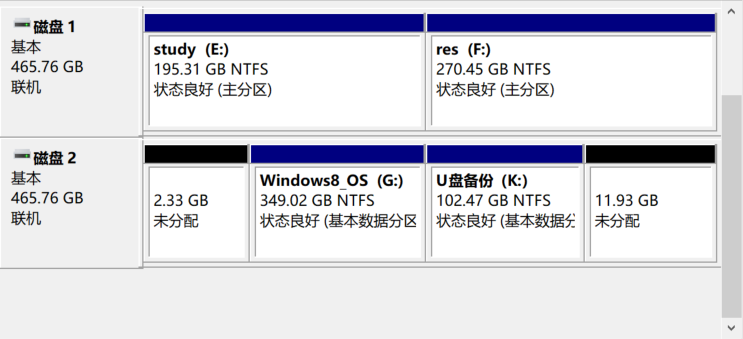 磁盘 1
基本
465.76 GB
联机
study  (E:)
195.31 GB NTFS
状态良好 (主分区)
res  (F:)
270.45 GB NTFS
状态良好 (主分区)
磁盘 2
基本
465.76 GB
联机
2.33 GB
未分配
Windows8_OS  (G:)
349.02 GB NTFS
状态良好 (基本数据分区
U盘备份  (K:)
102.47 GB NTFS
状态良好 (基本数据分
11.93 GB
未分配